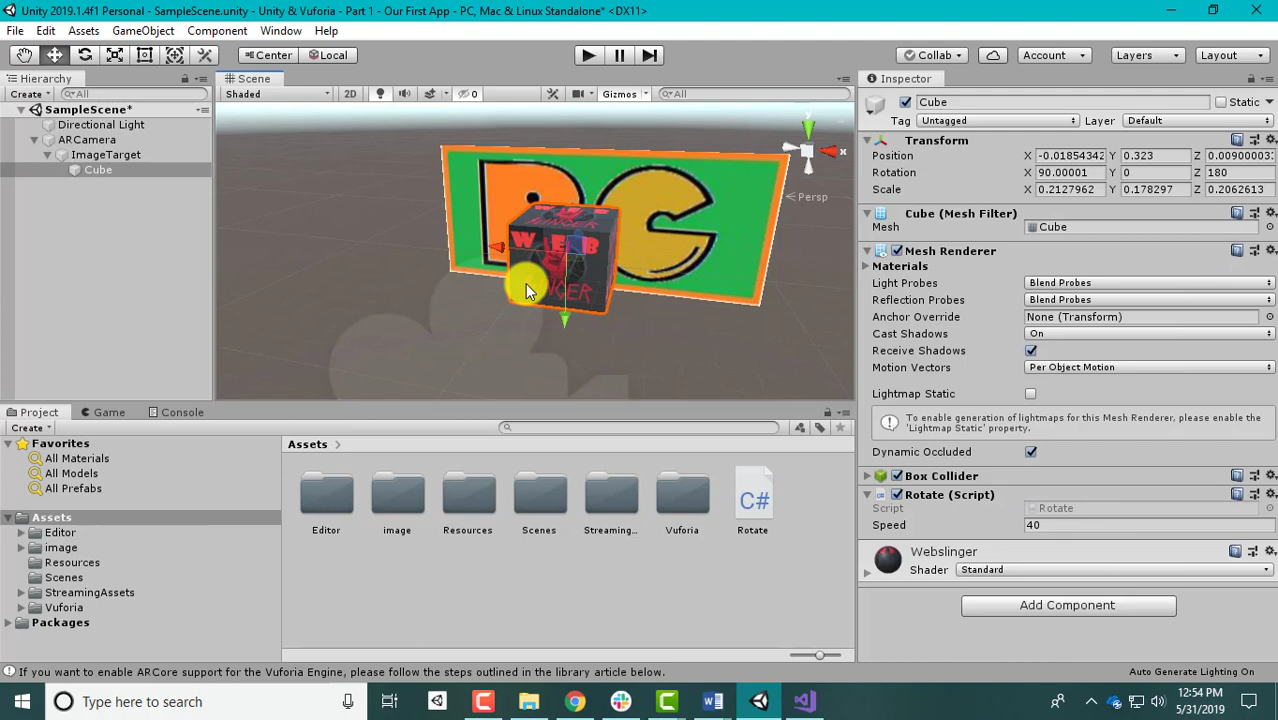 Unity 2019.1.4f1 Personal - SampleScene.unity - Unity & Vuforia - Part 1 - Our First App - PC, Mac & Linux Standalone* <DX11>
File Edit Assets GameObject Component Window Help
Center Local Collab Account Layers Layout
Hierarchy
Create All
SampleScene*
Directional Light
ARCamera
ImageTarget
Cube
Scene
Shaded 2D 0 Gizmos All
y
x
Persp
WEB
Inspector
Cube Static
Tag Untagged Layer Default
Transform
Position X -0.01854342 Y 0.323 Z 0.009000003
Rotation X 90.00001 Y 0 Z 180
Scale X 0.2127962 Y 0.178297 Z 0.2062613
Cube (Mesh Filter)
Mesh Cube
Mesh Renderer
Materials
Light Probes Blend Probes
Reflection Probes Blend Probes
Anchor Override None (Transform)
Cast Shadows On
Receive Shadows
Motion Vectors Per Object Motion
Lightmap Static
To enable generation of lightmaps for this Mesh Renderer, please enable the 'Lightmap Static' property.
Dynamic Occluded
Box Collider
Rotate (Script)
Script Rotate
Speed 40
Webslinger
Shader Standard
Add Component
Project Game Console
Create
Favorites
All Materials
All Models
All Prefabs
Assets
Editor
image
Resources
Scenes
StreamingAssets
Vuforia
Packages
Assets
C#
Editor image Resources Scenes Streaming... Vuforia Rotate
If you want to enable ARCore support for the Vuforia Engine, please follow the steps outlined in the library article below.
Auto Generate Lighting On
Type here to search
12:54 PM
5/31/2019